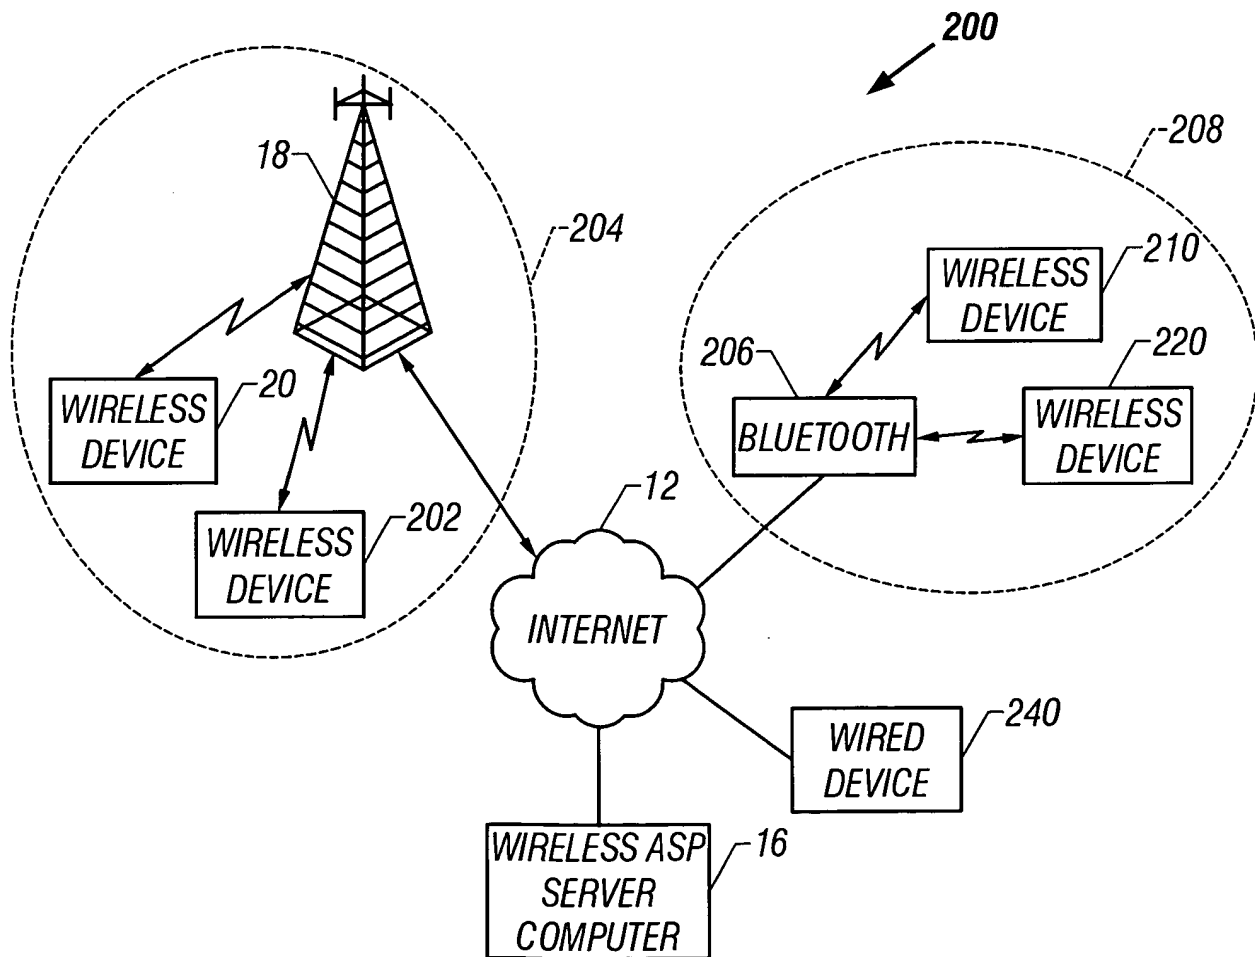 200
18
204
208
WIRELESS
DEVICE
210
206
BLUETOOTH
220
WIRELESS
DEVICE
WIRELESS
DEVICE
20
WIRELESS
DEVICE
202
12
INTERNET
WIRED
DEVICE
240
WIRELESS ASP
SERVER
COMPUTER
16